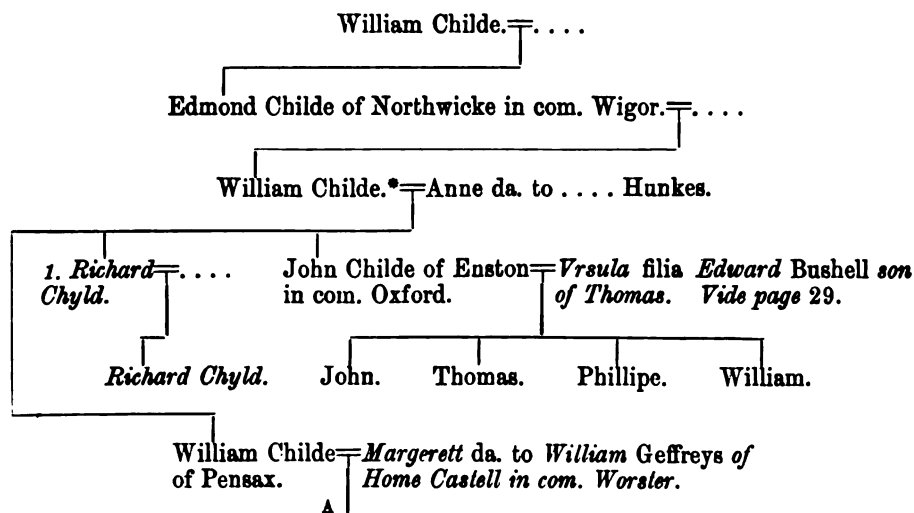 William Childe.=....
Edmond Childe of Northwicke in com. Wigor.=....
William Childe.*=Anne da. to .... Hunkes.
1. Richard=....
Chyld.
John Childe of Enston=Vrsula filia Edward Bushell son
in com. Oxford.
of Thomas. Vide page 29.
Richard Chyld.
John.
Thomas.
Phillipe.
William.
William Childe=Margerett da. to William Geffreys of
of Pensax.
Home Castell in com. Worster.
A